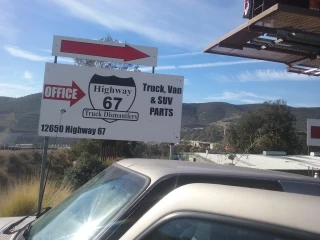 OFFICE
Highway
67
Truck Dismantlers
Truck, Van
& SUV
PARTS
12650 Highway 67